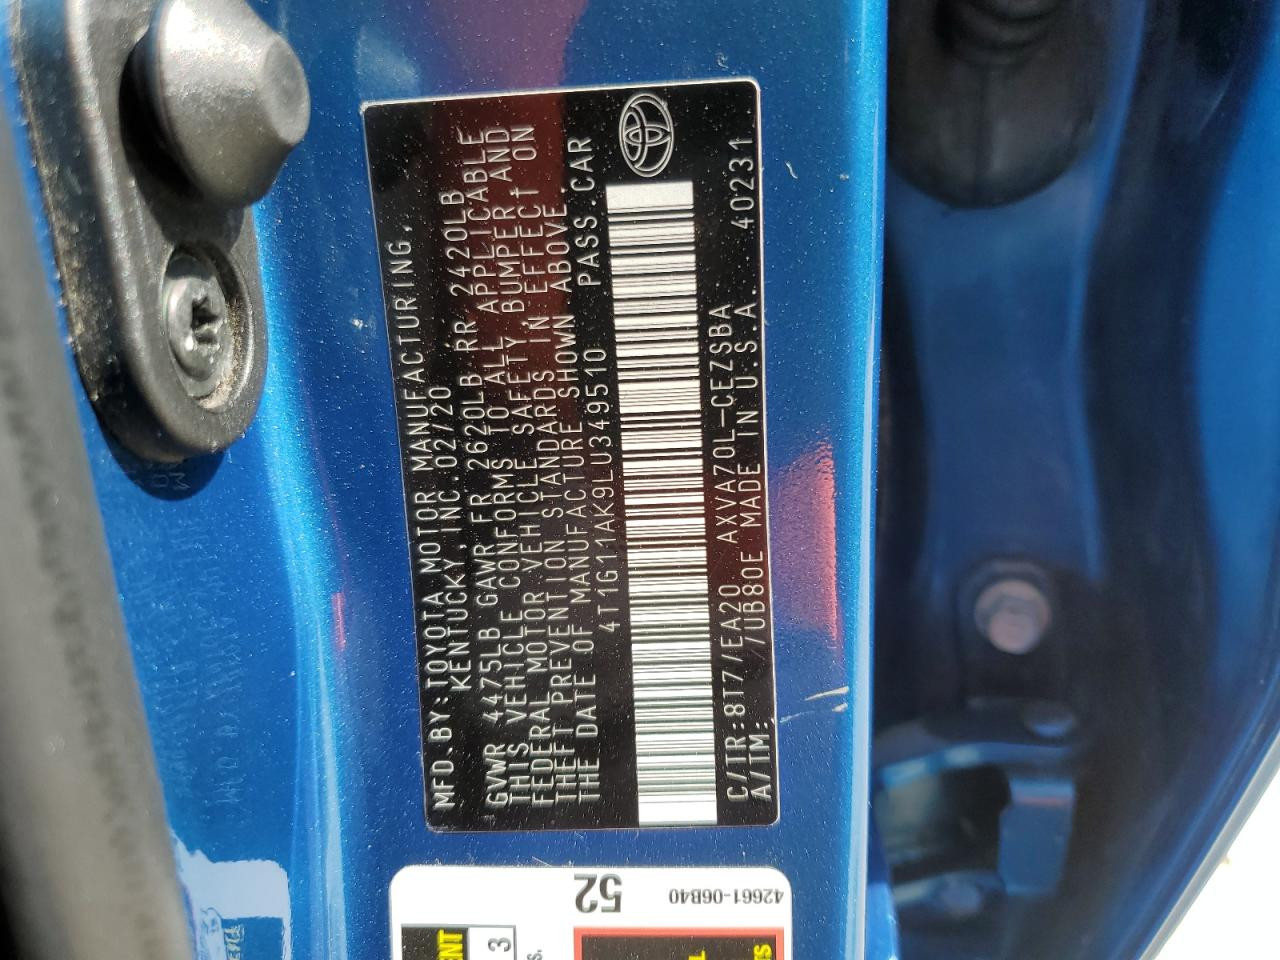 MFD.BY:TOYOTA MOTOR MANUFACTURING,
KENTUCKY,INC. 02/20
GVWR 4475LB GAWR FR 2620LB RR 2420LB
THIS VEHICLE CONFORMS TO ALL APPLICABLE
FEDERAL MOTOR VEHICLE SAFETY, BUMPER, AND
THEFT PREVENTION STANDARDS IN EFFECT ON
THE DATE OF MANUFACTURE SHOWN ABOVE.
4T1G11AK9LU349510 PASS.CAR
C/TR:8T7/EA20 AXVA70L-CEZSBA 40231
A/TM: /UB80E MADE IN U.S.A.
52
42661-06B40
3